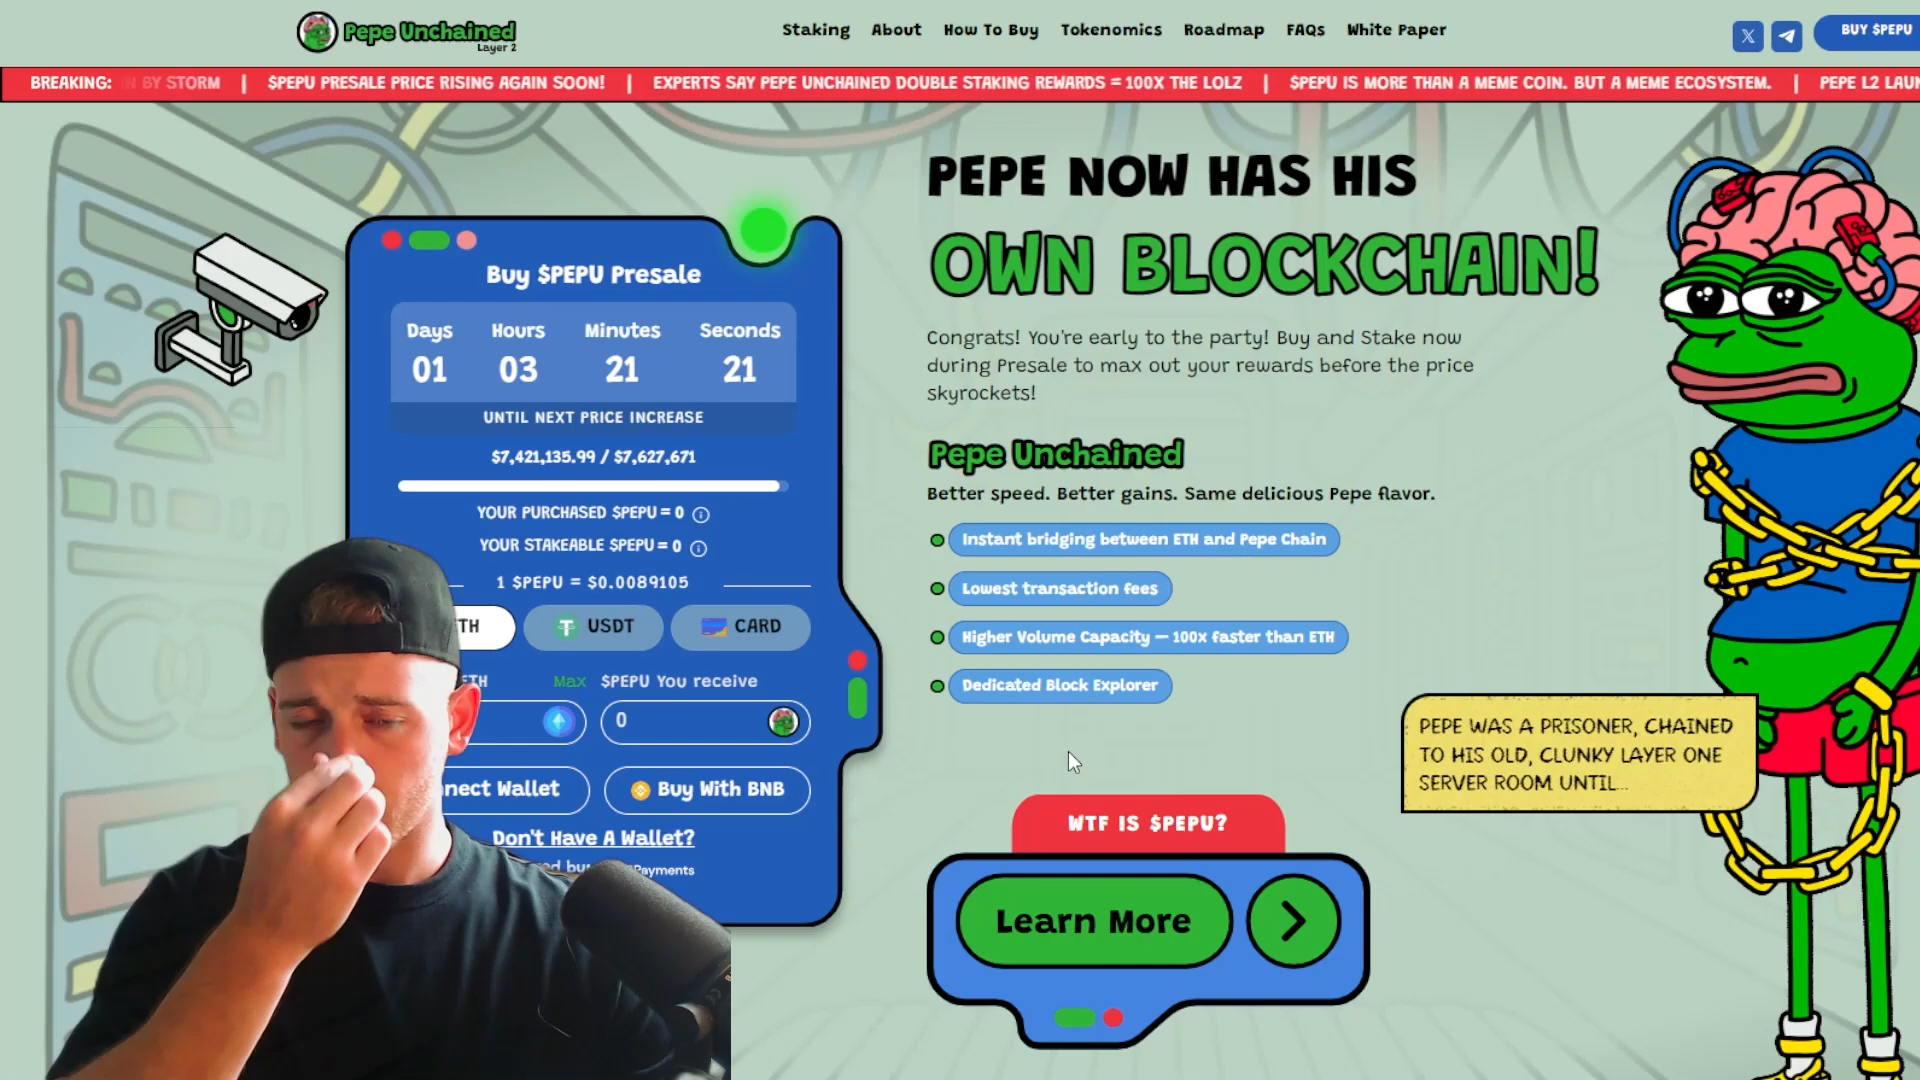 Pepe Unchained
Layer 2
Staking About How To Buy Tokenomics Roadmap FAQs White Paper
BUY $PEPU
BREAKING: BY STORM | $PEPU PRESALE PRICE RISING AGAIN SOON! | EXPERTS SAY PEPE UNCHAINED DOUBLE STAKING REWARDS = 100X THE LOLZ | $PEPU IS MORE THAN A MEME COIN. BUT A MEME ECOSYSTEM. | PEPE L2
Buy $PEPU Presale
Days Hours Minutes Seconds
01 03 21 21
UNTIL NEXT PRICE INCREASE
$7,421,135.99 / $7,627,671
YOUR PURCHASED $PEPU = 0
YOUR STAKEABLE $PEPU = 0
1 $PEPU = $0.0089105
TH USDT CARD
ETH Max $PEPU You receive
0
nnect Wallet Buy With BNB
Don't Have A Wallet?
Payments
PEPE NOW HAS HIS
OWN BLOCKCHAIN!
Congrats! You're early to the party! Buy and Stake now
during Presale to max out your rewards before the price
skyrockets!
Pepe Unchained
Better speed. Better gains. Same delicious Pepe flavor.
Instant bridging between ETH and Pepe Chain
Lowest transaction fees
Higher Volume Capacity — 100x faster than ETH
Dedicated Block Explorer
WTF IS $PEPU?
Learn More
PEPE WAS A PRISONER, CHAINED
TO HIS OLD, CLUNKY LAYER ONE
SERVER ROOM UNTIL...